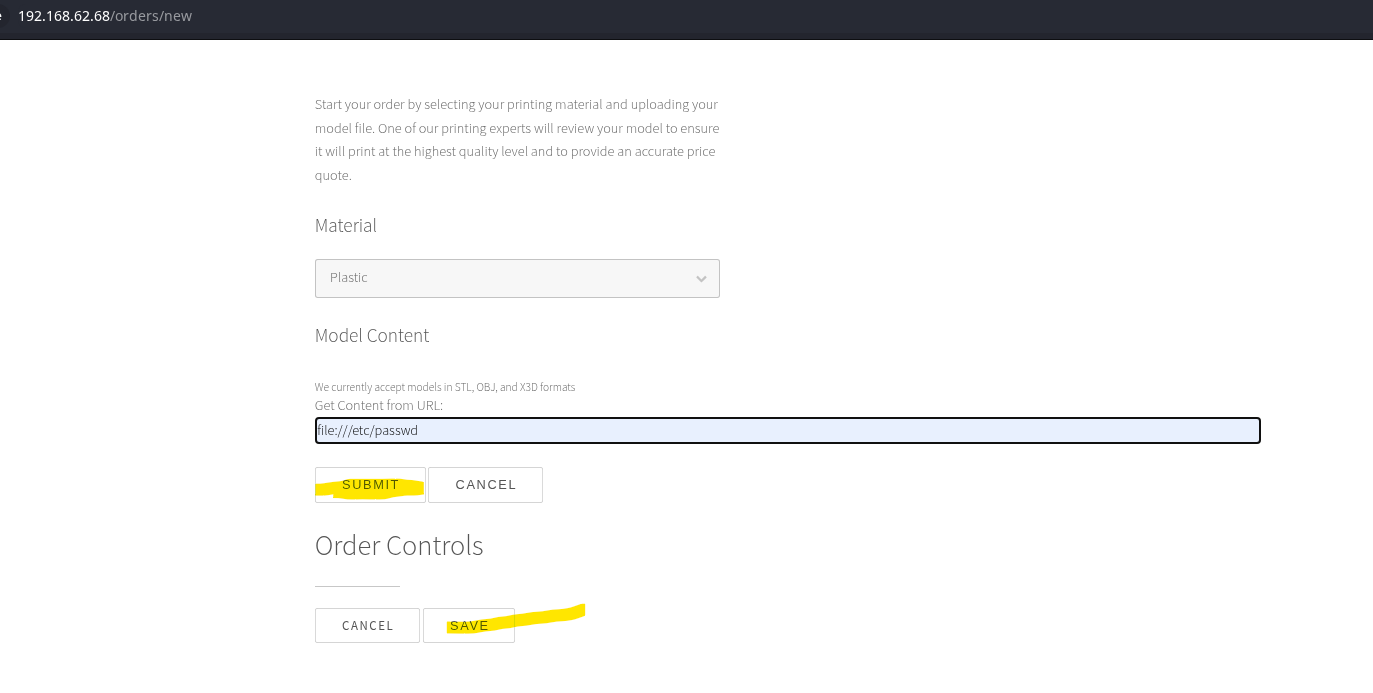 192.168.62.68/orders/new
Start your order by selecting your printing material and uploading your
model file. One of our printing experts will review your model to ensure
it will print at the highest quality level and to provide an accurate price
quote.
Material
Plastic
Model Content
We currently accept models in STL, OBJ, and X3D formats
Get Content from URL:
file:///etc/passwd
SUBMIT CANCEL
Order Controls
CANCEL SAVE